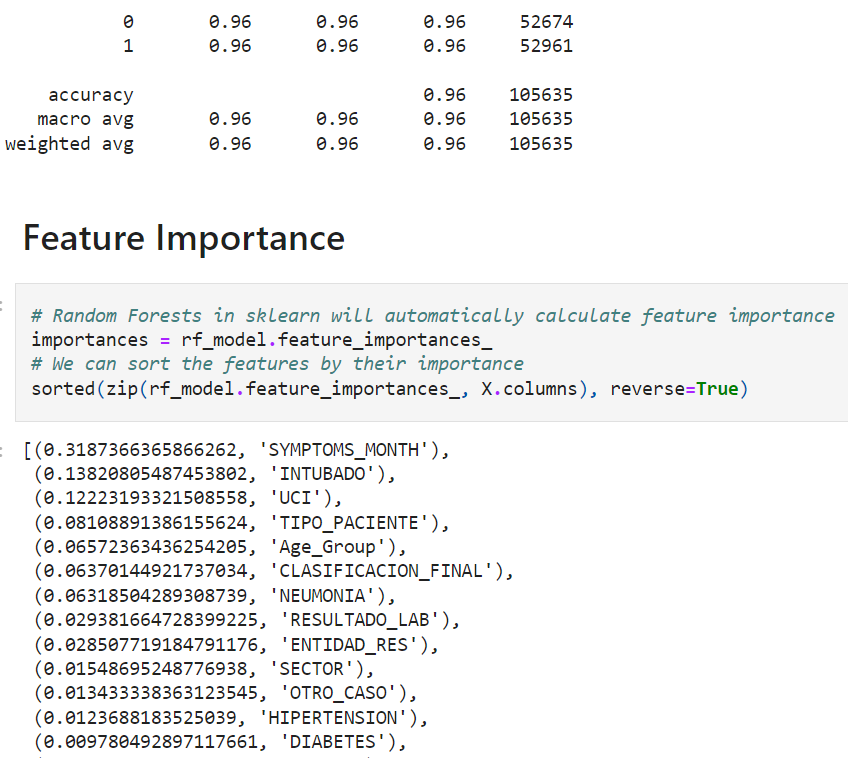 0 0.96 0.96 0.96 52674
1 0.96 0.96 0.96 52961
accuracy 0.96 105635
macro avg 0.96 0.96 0.96 105635
weighted avg 0.96 0.96 0.96 105635
Feature Importance
# Random Forests in sklearn will automatically calculate feature importance
importances = rf_model.feature_importances_
# We can sort the features by their importance
sorted(zip(rf_model.feature_importances_, X.columns), reverse=True)
[(0.3187366365866262, 'SYMPTOMS_MONTH'),
(0.13820805487453802, 'INTUBADO'),
(0.12223193321508558, 'UCI'),
(0.08108891386155624, 'TIPO_PACIENTE'),
(0.06572363436254205, 'Age_Group'),
(0.06370144921737034, 'CLASIFICACION_FINAL'),
(0.06318504289308739, 'NEUMONIA'),
(0.029381664728399225, 'RESULTADO_LAB'),
(0.028507719184791176, 'ENTIDAD_RES'),
(0.01548695248776938, 'SECTOR'),
(0.013433338363123545, 'OTRO_CASO'),
(0.0123688183525039, 'HIPERTENSION'),
(0.009780492897117661, 'DIABETES'),